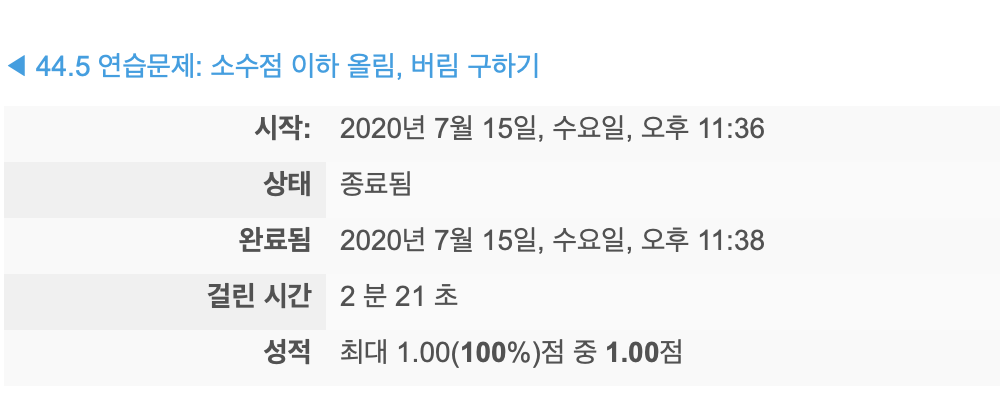 ◀ 44.5 연습문제: 소수점 이하 올림, 버림 구하기
시작: 2020년 7월 15일, 수요일, 오후 11:36
상태 종료됨
완료됨 2020년 7월 15일, 수요일, 오후 11:38
걸린 시간 2 분 21 초
성적 최대 1.00(100%)점 중 1.00점